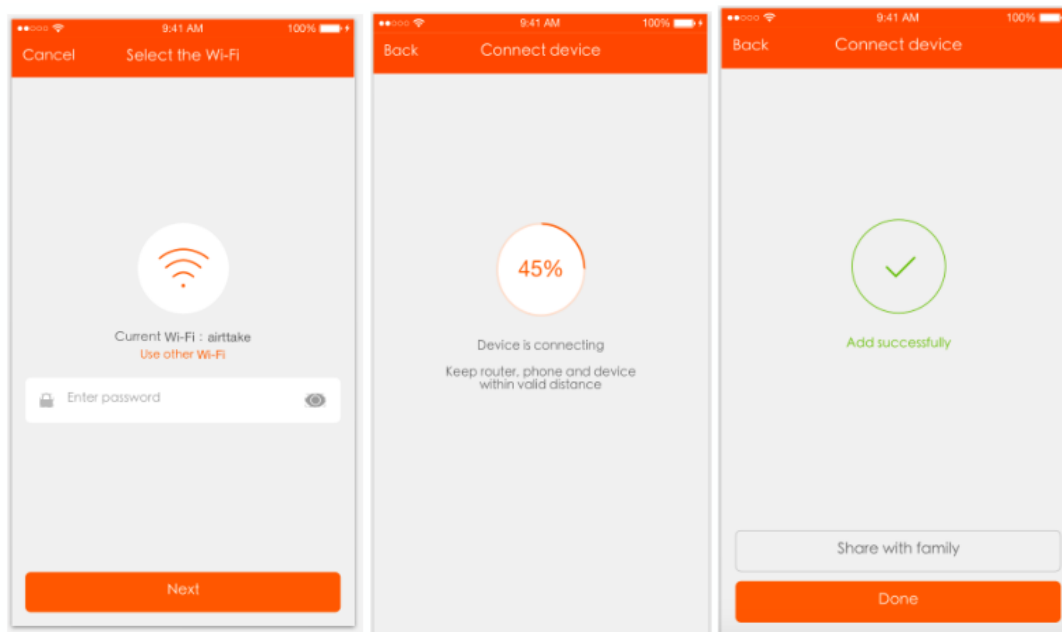 9:41 AM 100%
Cancel Select the Wi-Fi
Current Wi-Fi : airttake
Use other Wi-Fi
Enter password
Next
9:41 AM 100%
Back Connect device
45%
Device is connecting
Keep router, phone and device
within valid distance
9:41 AM 100%
Back Connect device
Add successfully
Share with family
Done